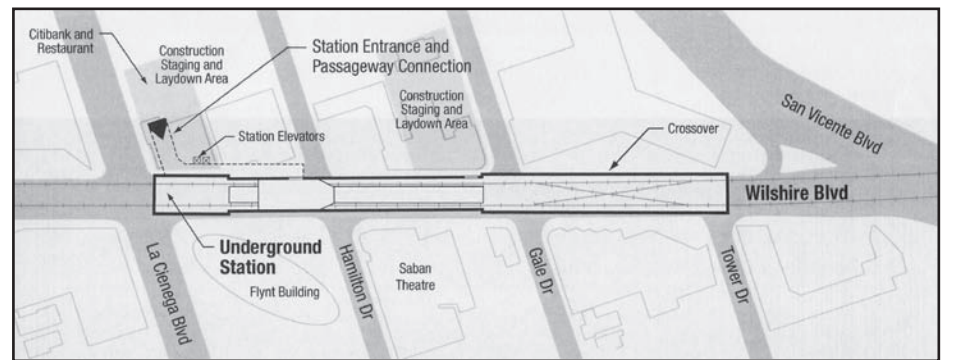 Citibank and
Restaurant
Construction
Staging and
Laydown Area
Station Entrance and
Passageway Connection
Station Elevators
Construction
Staging and
Laydown Area
Crossover
San Vicente Blvd
Wilshire Blvd
Underground
Station
La Cienega Blvd
Flynt Building
Hamilton Dr
Saban
Theatre
Gale Dr
Tower Dr